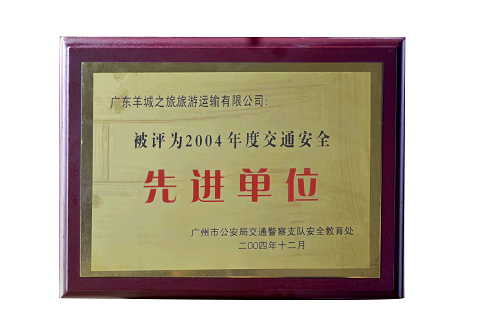 广东羊城之旅旅游运输有限公司：
被评为2004年度交通安全
先进单位
广州市公安局交通警察支队安全教育处
二00四年十二月